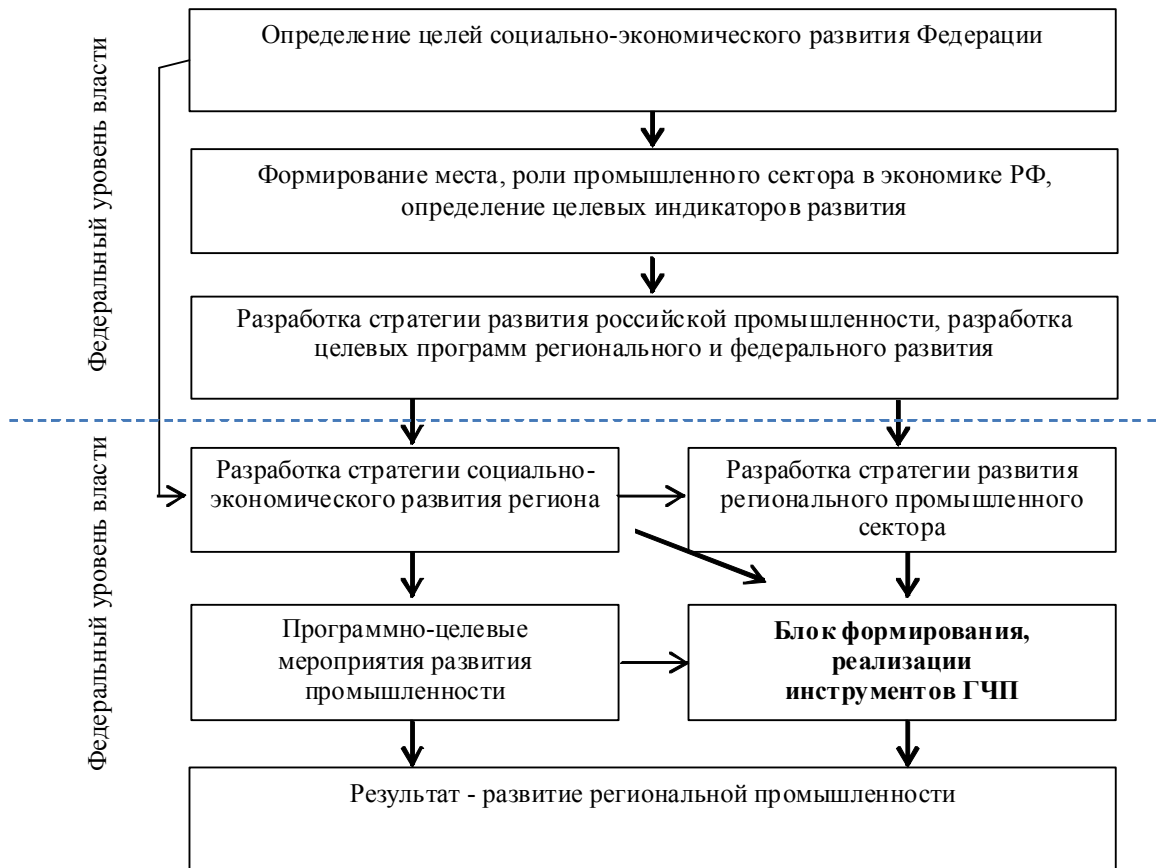 Федеральный уровень власти
Определение целей социально-экономического развития Федерации
Формирование места, роли промышленного сектора в экономике РФ,
определение целевых индикаторов развития
Разработка стратегии развития российской промышленности, разработка
целевых программ регионального и федерального развития
Федеральный уровень власти
Разработка стратегии социально-
экономического развития региона
Разработка стратегии развития
регионального промышленного
сектора
Программно-целевые
мероприятия развития
промышленности
Блок формирования,
реализации
инструментов ГЧП
Результат - развитие региональной промышленности